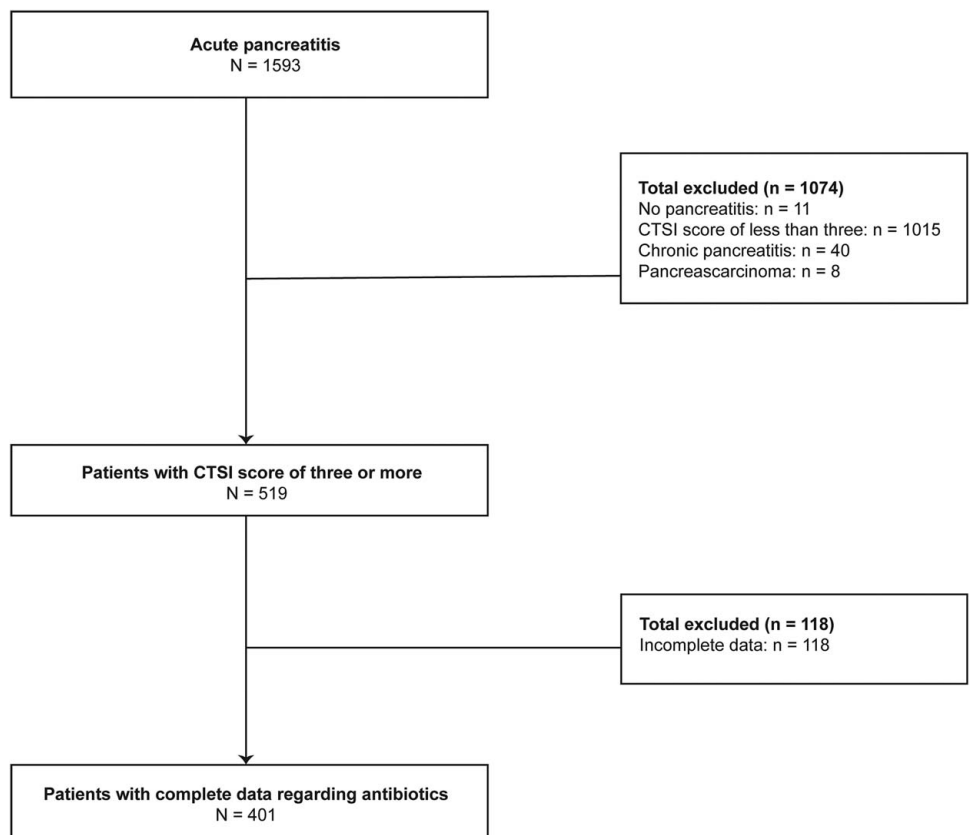 Acute pancreatitis
N = 1593
Total excluded (n = 1074)
No pancreatitis: n = 11
CTSI score of less than three: n = 1015
Chronic pancreatitis: n = 40
Pancreascarcinoma: n = 8
Patients with CTSI score of three or more
N = 519
Total excluded (n = 118)
Incomplete data: n = 118
Patients with complete data regarding antibiotics
N = 401